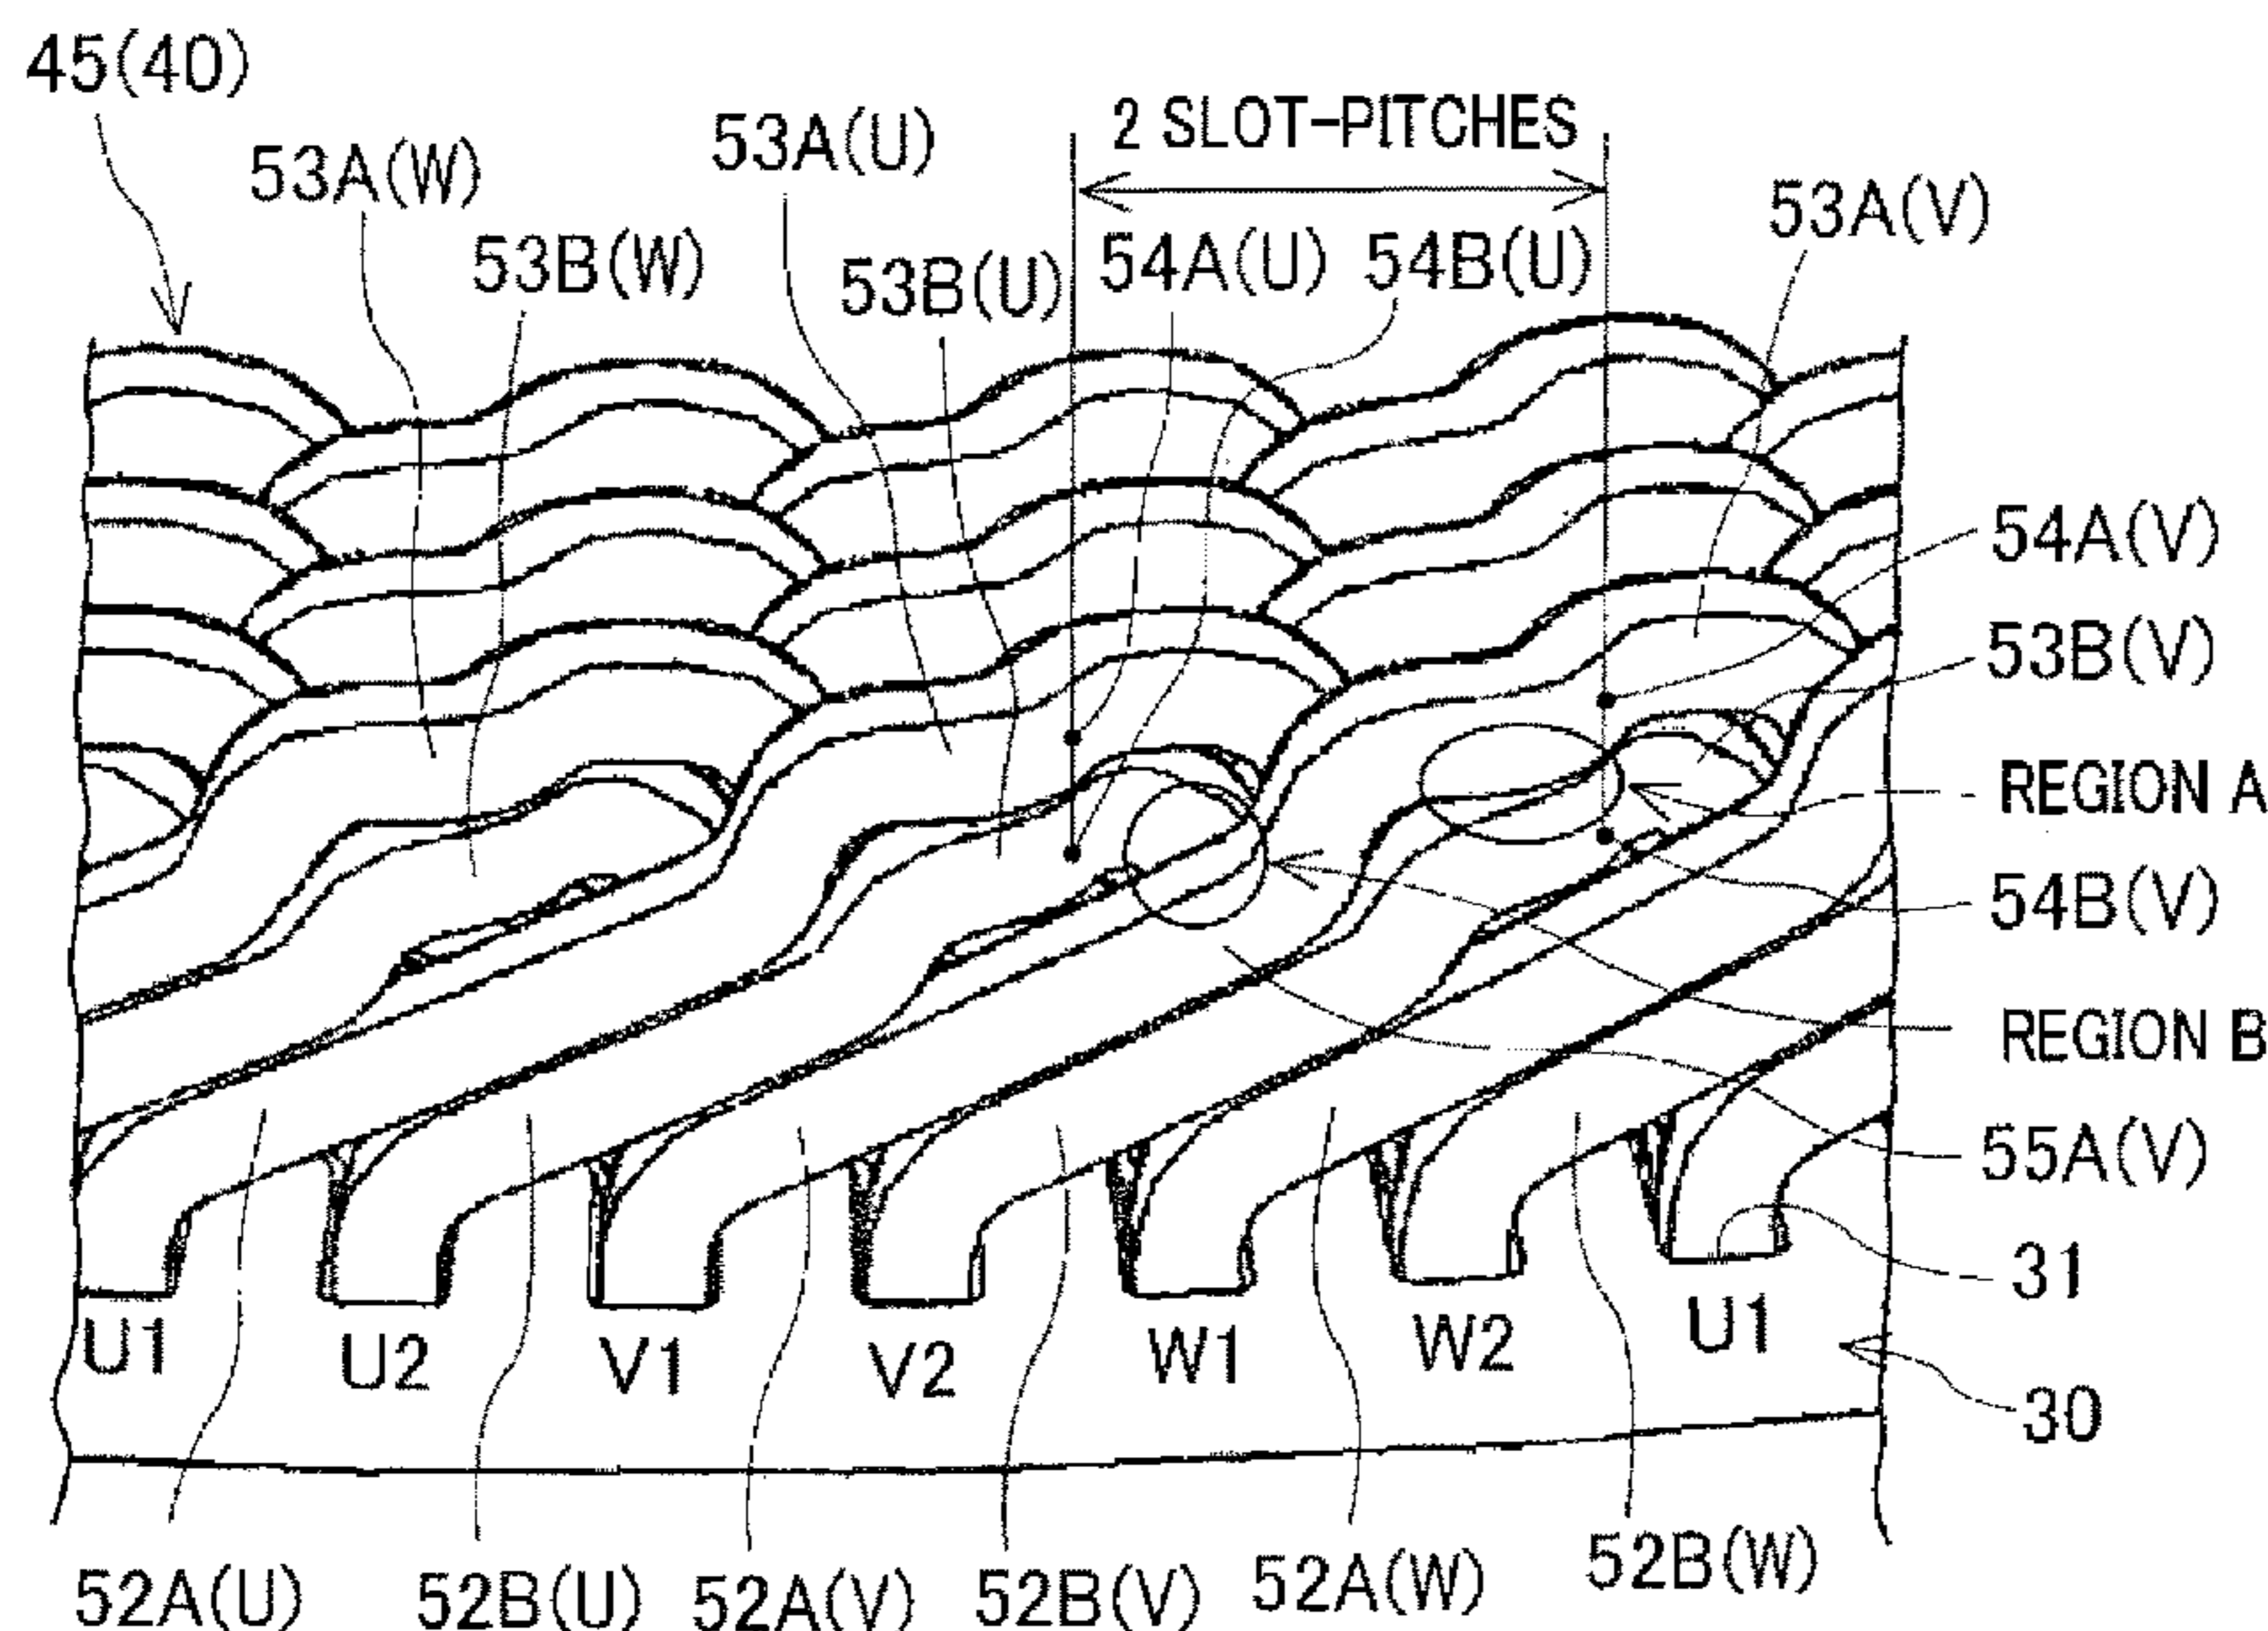 45(40)
53A(W)
53B(W)
53A(U)
53B(U)
2 SLOT-PITCHES
54A(U)
54B(U)
53A(V)
54A(V)
53B(V)
REGION A
54B(V)
REGION B
55A(V)
31
30
U1
U2
V1
V2
W1
W2
U1
52A(U)
52B(U)
52A(V)
52B(V)
52A(W)
52B(W)